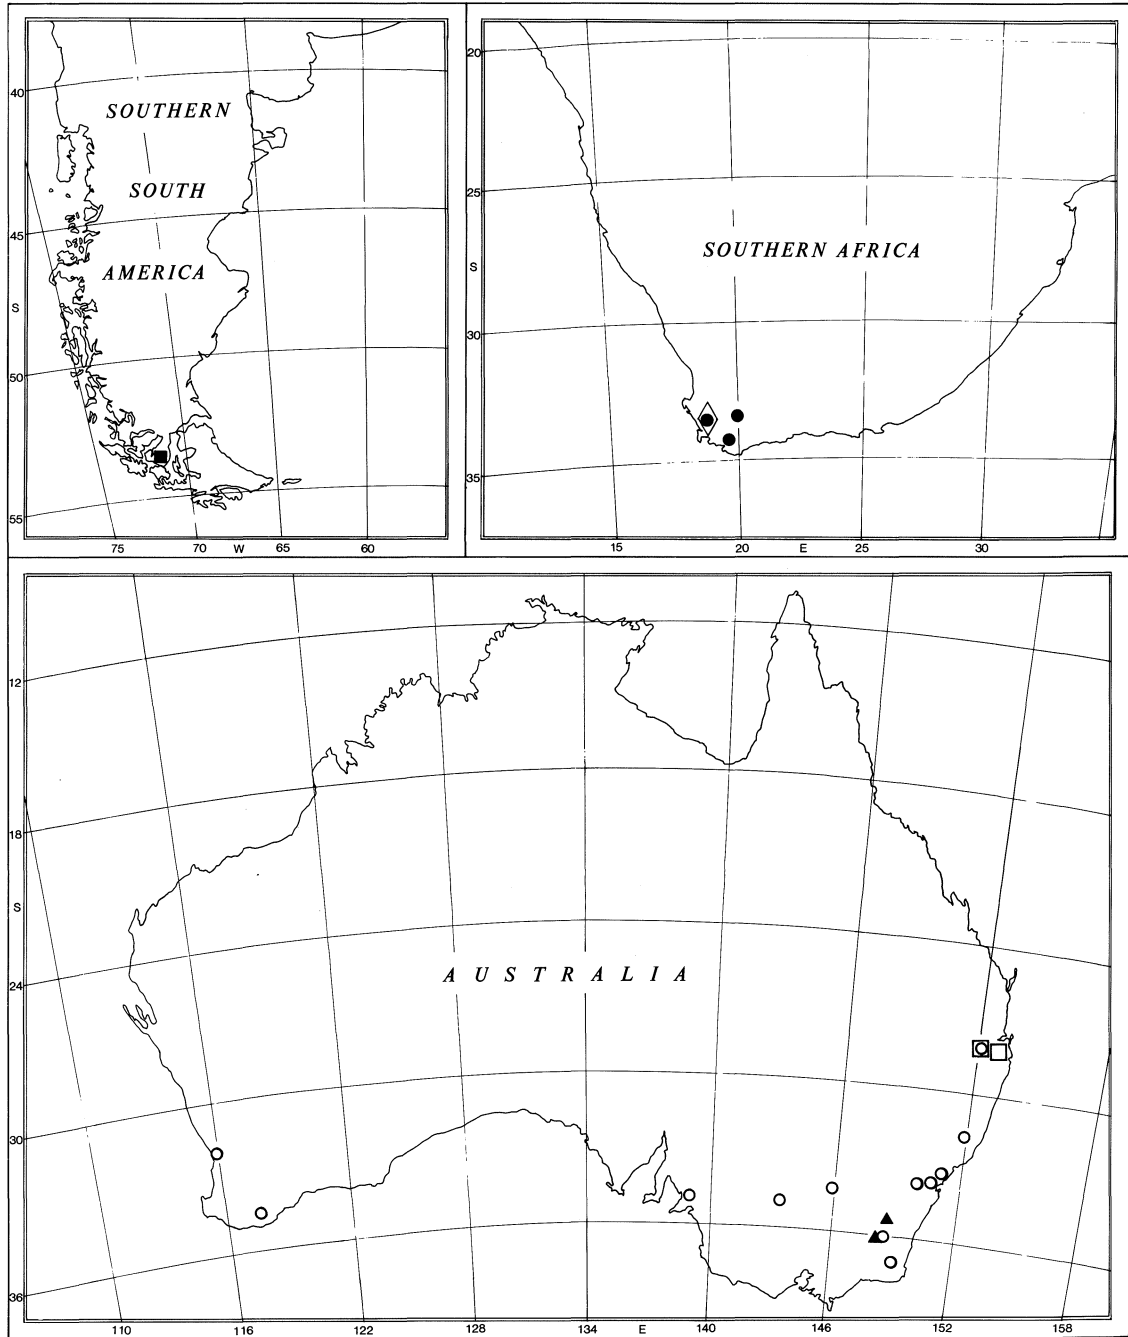 SOUTHERN
SOUTH
AMERICA
40
45
S
50
55
75 70 W 65 60
SOUTHERN AFRICA
20
25
S
30
35
15 20 E 25 30
AUSTRALIA
12
18
S
24
30
36
110 116 122 128 134 E 140 146 152 158